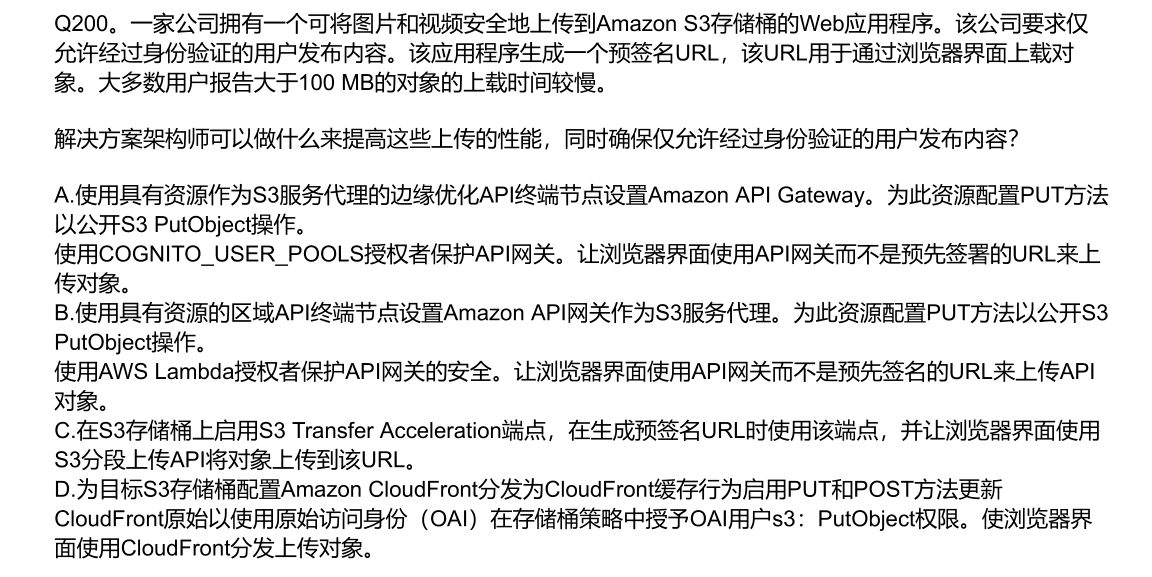 Q200。一家公司拥有一个可将图片和视频安全地上传到Amazon S3存储桶的Web应用程序。该公司要求仅
允许经过身份验证的用户发布内容。该应用程序生成一个预签名URL，该URL用于通过浏览器界面上载对
象。大多数用户报告大于100 MB的对象的上载时间较慢。
解决方案架构师可以做什么来提高这些上传的性能，同时确保仅允许经过身份验证的用户发布内容？
A.使用具有资源作为S3服务代理的边缘优化API终端节点设置Amazon API Gateway。为此资源配置PUT方法
以公开S3 PutObject操作。
使用COGNITO_USER_POOLS授权者保护API网关。让浏览器界面使用API网关而不是预先签署的URL来上
传对象。
B.使用具有资源的区域API终端节点设置Amazon API网关作为S3服务代理。为此资源配置PUT方法以公开S3
PutObject操作。
使用AWS Lambda授权者保护API网关的安全。让浏览器界面使用API网关而不是预先签名的URL来上传API
对象。
C.在S3存储桶上启用S3 Transfer Acceleration端点，在生成预签名URL时使用该端点，并让浏览器界面使用
S3分段上传API将对象上传到该URL。
D.为目标S3存储桶配置Amazon CloudFront分发为CloudFront缓存行为启用PUT和POST方法更新
CloudFront原始以使用原始访问身份（OAI）在存储桶策略中授予OAI用户s3：PutObject权限。使浏览器界
面使用CloudFront分发上传对象。